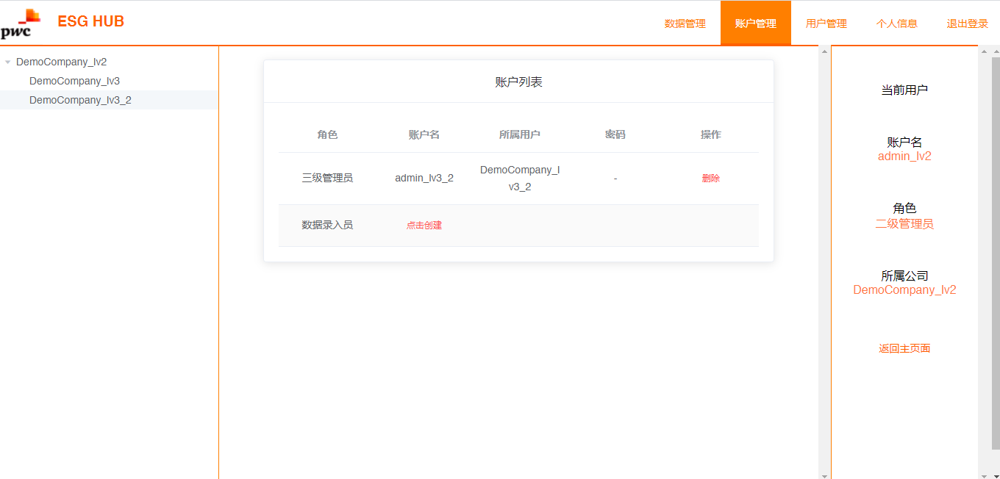 pwc
ESG HUB
数据管理
账户管理
用户管理
个人信息
退出登录
DemoCompany_lv2
DemoCompany_lv3
DemoCompany_lv3_2
账户列表
角色 账户名 所属用户 密码 操作
三级管理员 admin_lv3_2 DemoCompany_l - 删除
v3_2
数据录入员 点击创建
当前用户
账户名
admin_lv2
角色
二级管理员
所属公司
DemoCompany_lv2
返回主页面